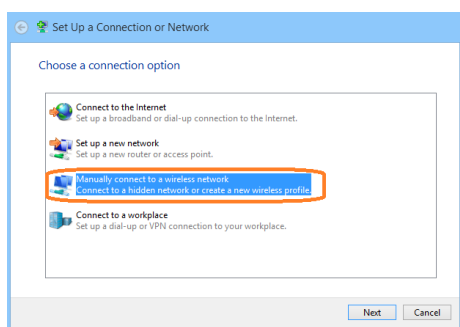 Set Up a Connection or Network
Choose a connection option
Connect to the Internet
Set up a broadband or dial-up connection to the Internet.
Set up a new network
Set up a new router or access point.
Manually connect to a wireless network
Connect to a hidden network or create a new wireless profile.
Connect to a workplace
Set up a dial-up or VPN connection to your workplace.
Next Cancel